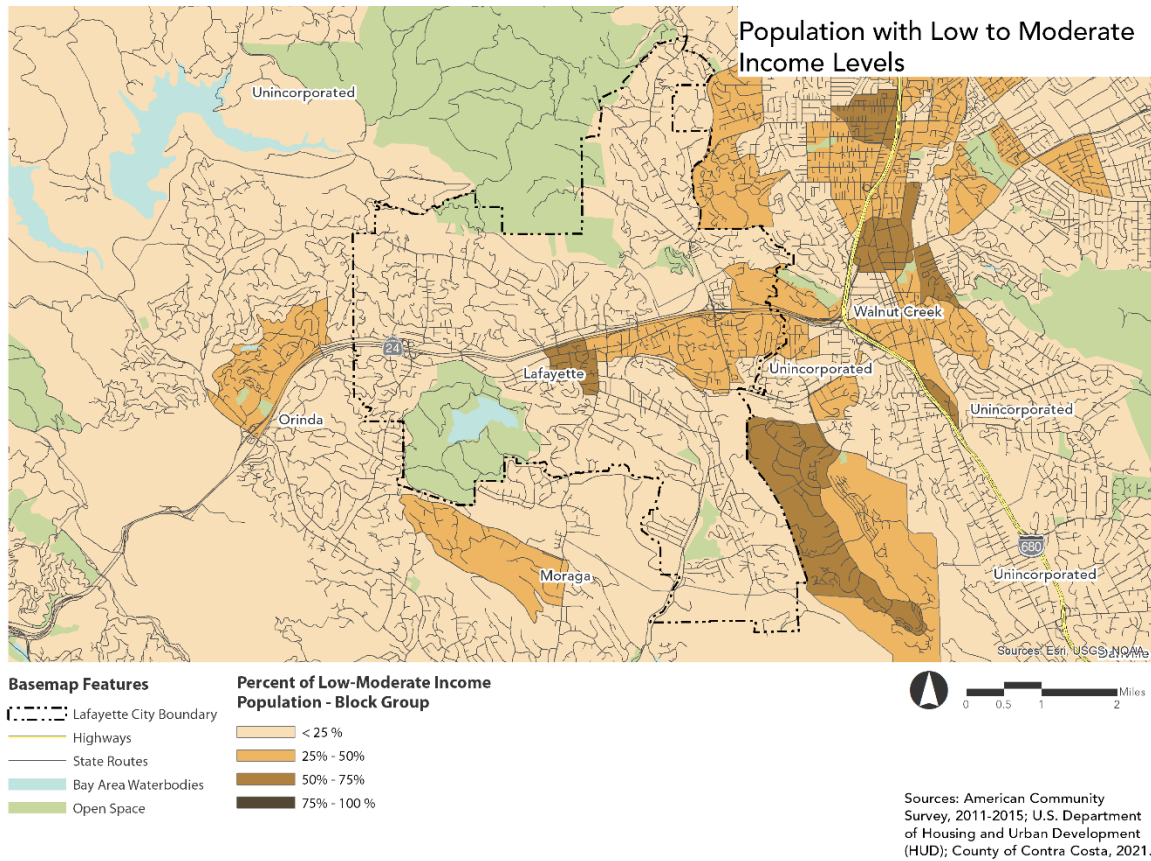 Population with Low to Moderate
Income Levels
Unincorporated
Walnut Creek
24
Lafayette
Unincorporated
Unincorporated
Orinda
680
Moraga
Unincorporated
Sources: Esri, USGS, NOAA
Basemap Features
Lafayette City Boundary
Highways
State Routes
Bay Area Waterbodies
Open Space
Percent of Low-Moderate Income
Population - Block Group
< 25 %
25% - 50%
50% - 75%
75% - 100 %
Miles
0 0.5 1 2
Sources: American Community
Survey, 2011-2015; U.S. Department
of Housing and Urban Development
(HUD); County of Contra Costa, 2021.